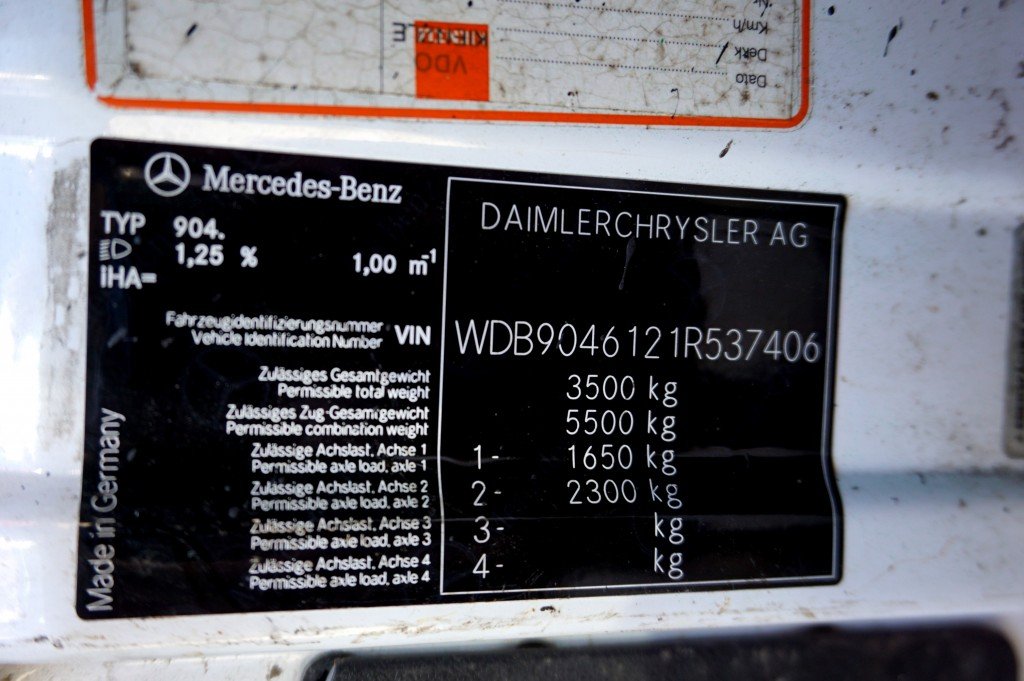 Km/h
Dekk
Dato
KIENZLE
VDO
Mercedes-Benz
DAIMLERCHRYSLER AG
TYP 904.
1,25 % 1,00 m⁻¹
IHA=
Fahrzeugidentifizierungsnummer
Vehicle Identification Number VIN WDB9046121R537406
Zulässiges Gesamtgewicht
Permissible total weight 3500 kg
Zulässiges Zug-Gesamtgewicht
Permissible combination weight 5500 kg
Zulässige Achslast, Achse 1
Permissible axle load, axle 1 1- 1650 kg
Zulässige Achslast, Achse 2
Permissible axle load, axle 2 2- 2300 kg
Zulässige Achslast, Achse 3
Permissible axle load, axle 3 3- kg
Zulässige Achslast, Achse 4
Permissible axle load, axle 4 4- kg
Made in Germany